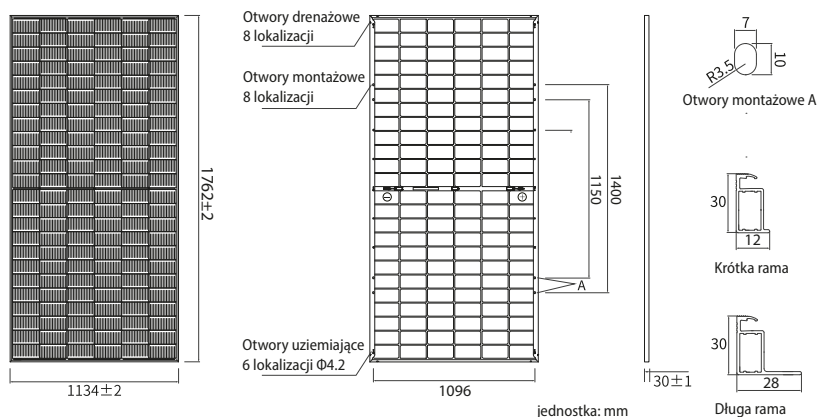 1762±2
1134±2
Otwory drenażowe
8 lokalizacji
Otwory montażowe
8 lokalizacji
Otwory uziemiające
6 lokalizacji Φ4.2
1096
1150
1400
A
30±1
7
10
R3.5
Otwory montażowe A
30
12
Krótka rama
30
28
Długa rama
jednostka: mm